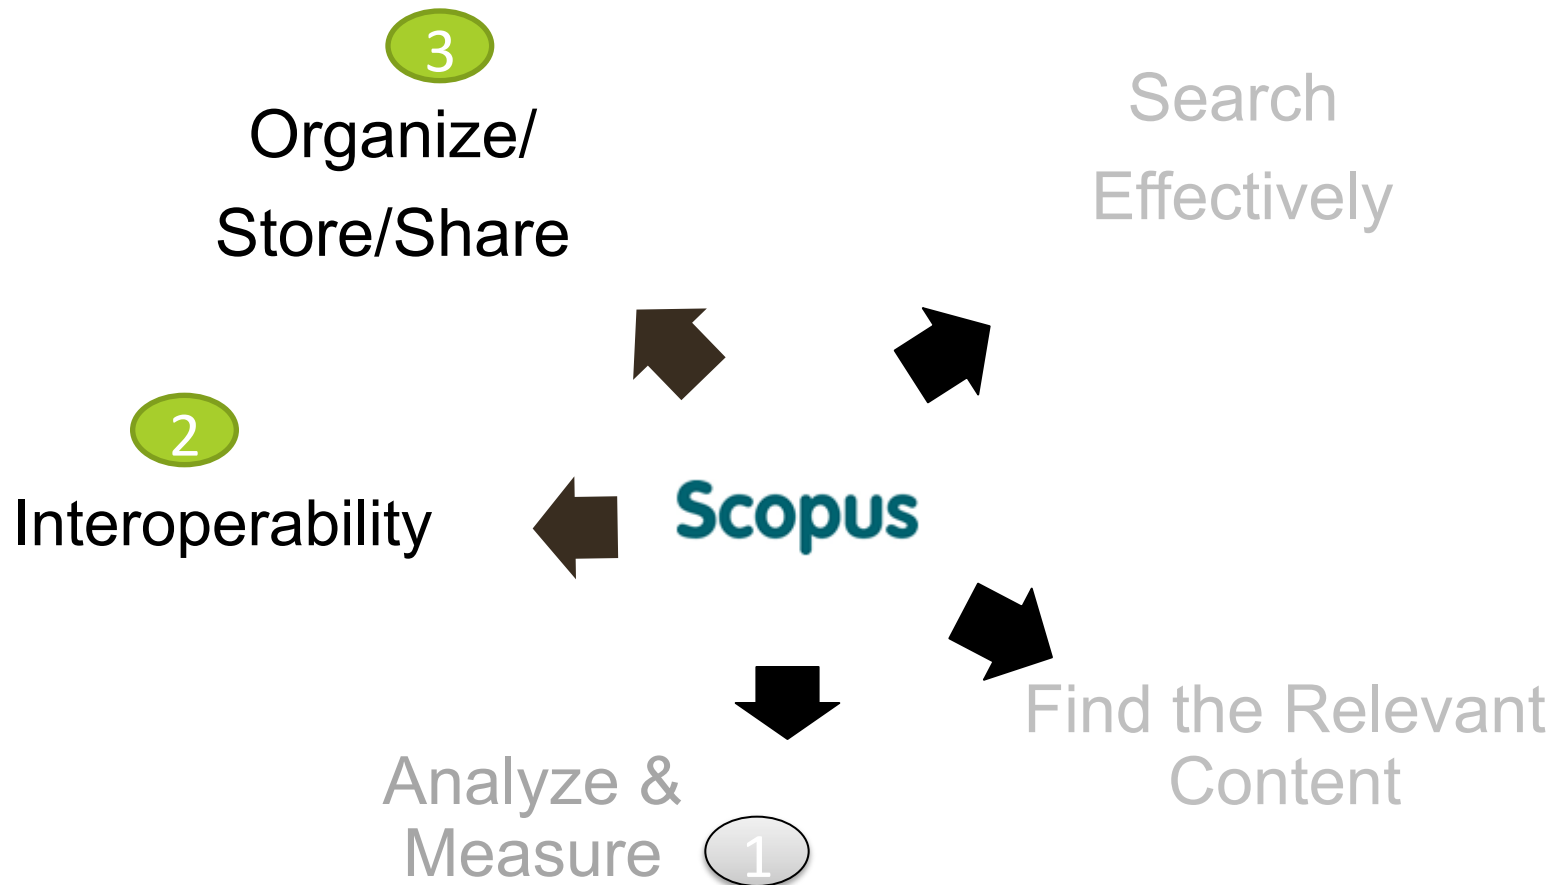 3
Organize/
Store/Share
Search
Effectively
2
Interoperability
Scopus
Find the Relevant
Content
Analyze &
Measure
1